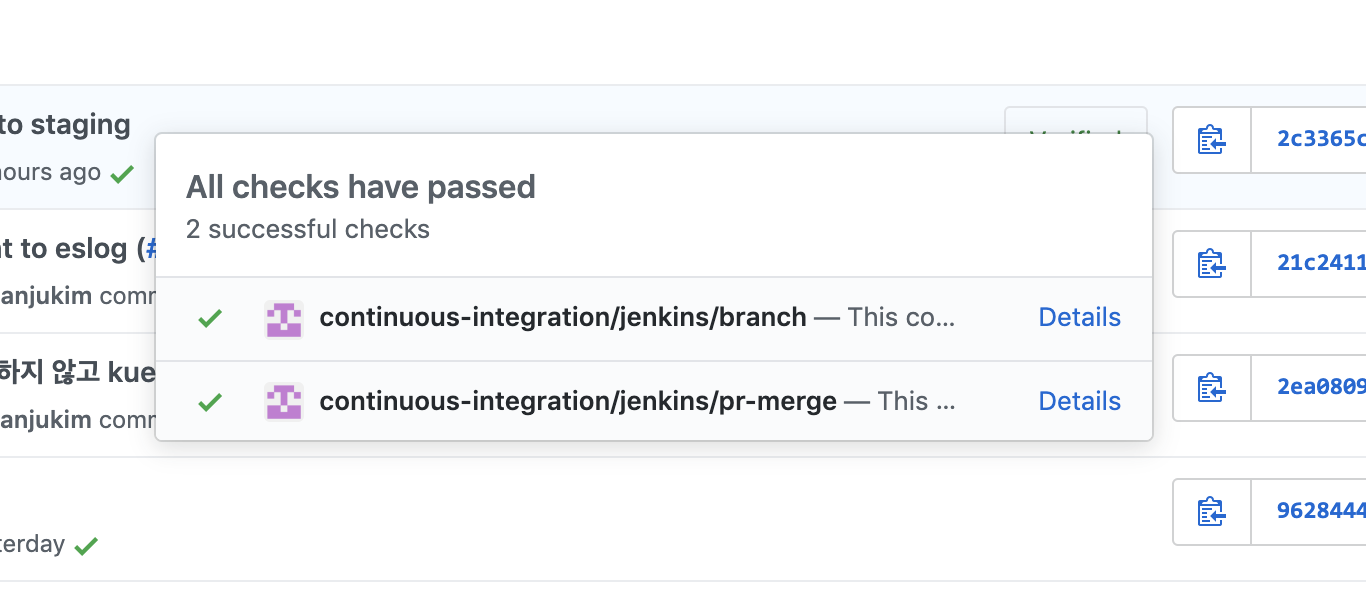 to staging
hours ago
Verified
2c3365c
All checks have passed
2 successful checks
t to eslog (#
21c2411
anjukim comm
continuous-integration/jenkins/branch — This co... Details
하지 않고 kue
2ea0809
anjukim comm
continuous-integration/jenkins/pr-merge — This ... Details
9628444
terday